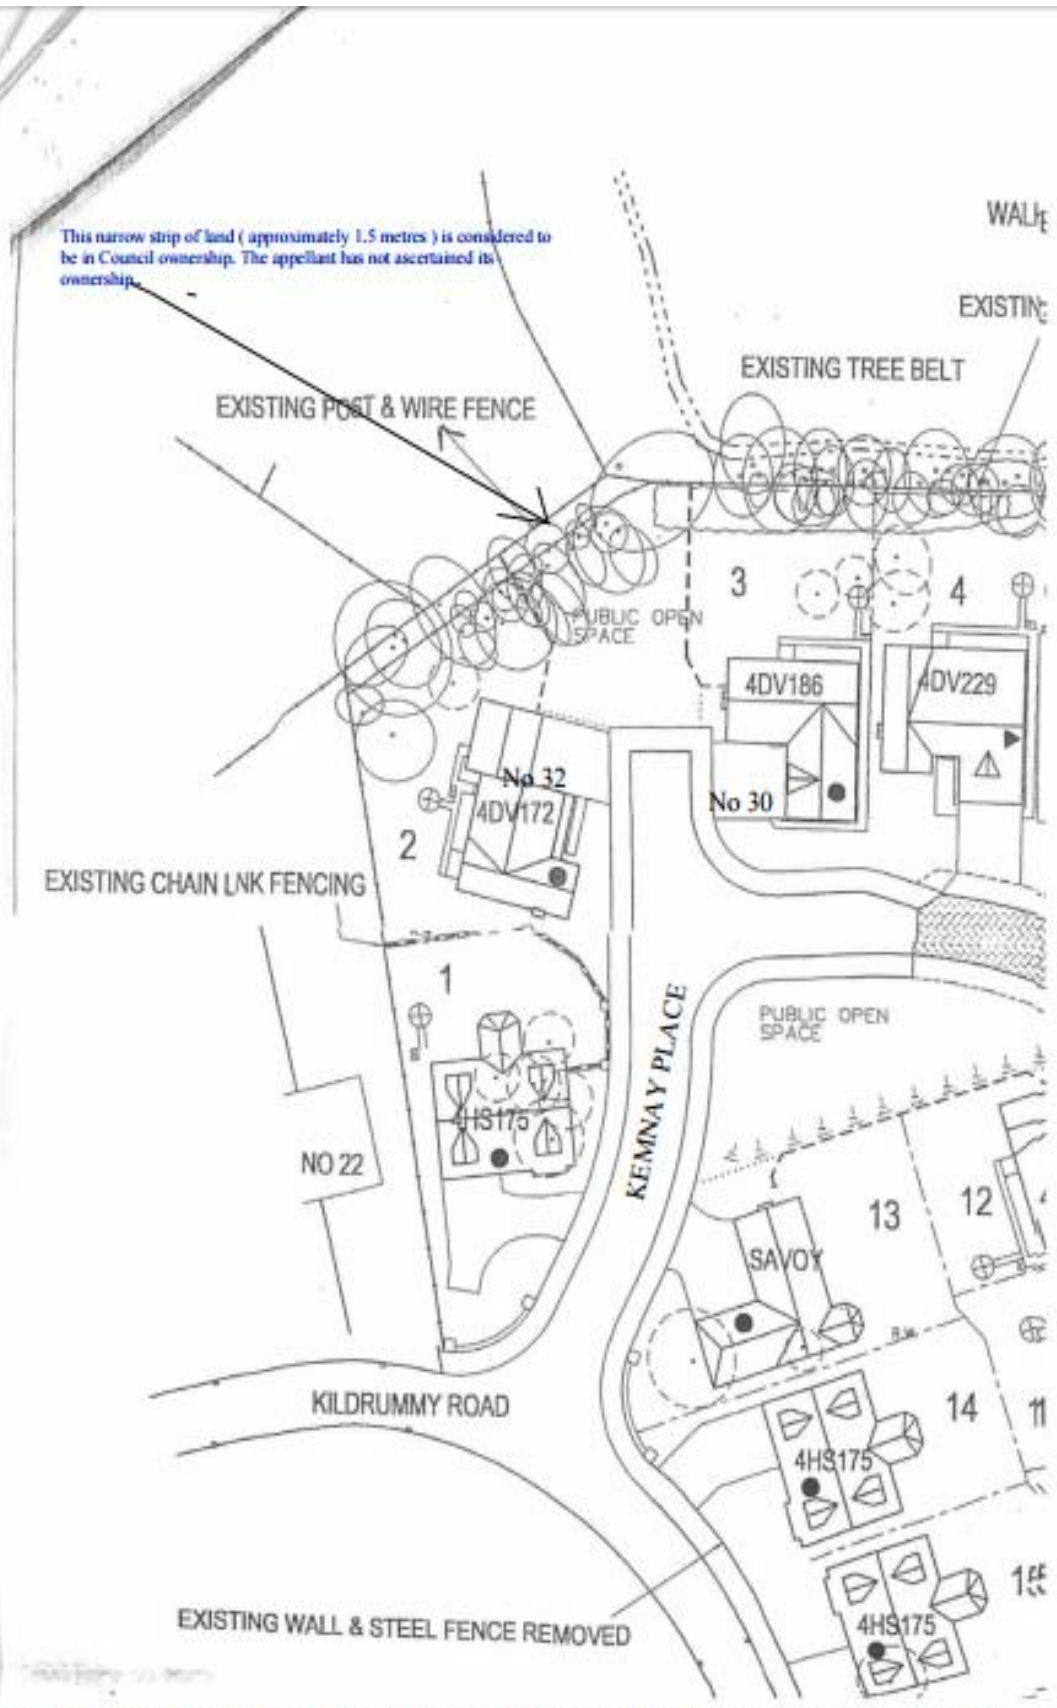 This narrow strip of land ( approximately 1.5 metres ) is considered to
be in Council ownership. The appellant has not ascertained its
ownership.
EXISTING TREE BELT
EXISTING POST & WIRE FENCE
3
4
PUBLIC OPEN
SPACE
4DV186
4DV229
No 32
No 30
4DV172
2
EXISTING CHAIN LNK FENCING
1
KEMNAY PLACE
PUBLIC OPEN
SPACE
4HS175
NO 22
13
12
SAVOY
R.W.
KILDRUMMY ROAD
14
11
4HS175
EXISTING WALL & STEEL FENCE REMOVED
4HS175